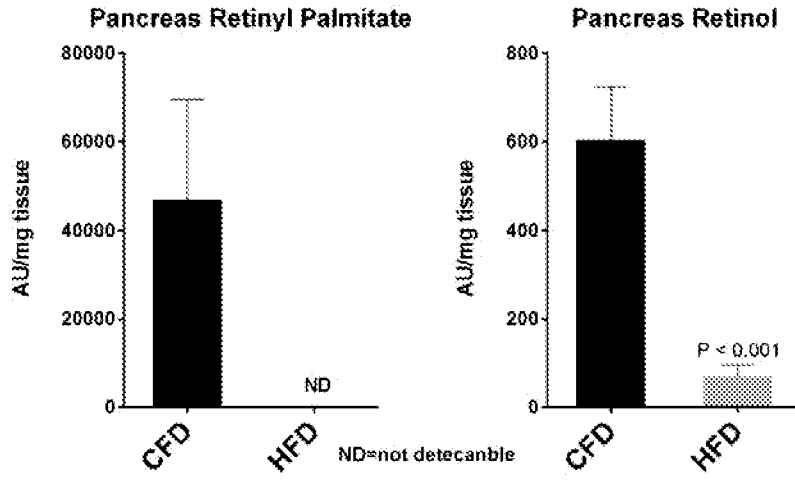 Pancreas Retinyl Palmitate
AU/mg tissue
80000
60000
40000
20000
0
ND
CFD
HFD
ND=not detecanble
Pancreas Retinol
AU/mg tissue
800
600
400
200
0
P < 0.001
CFD
HFD